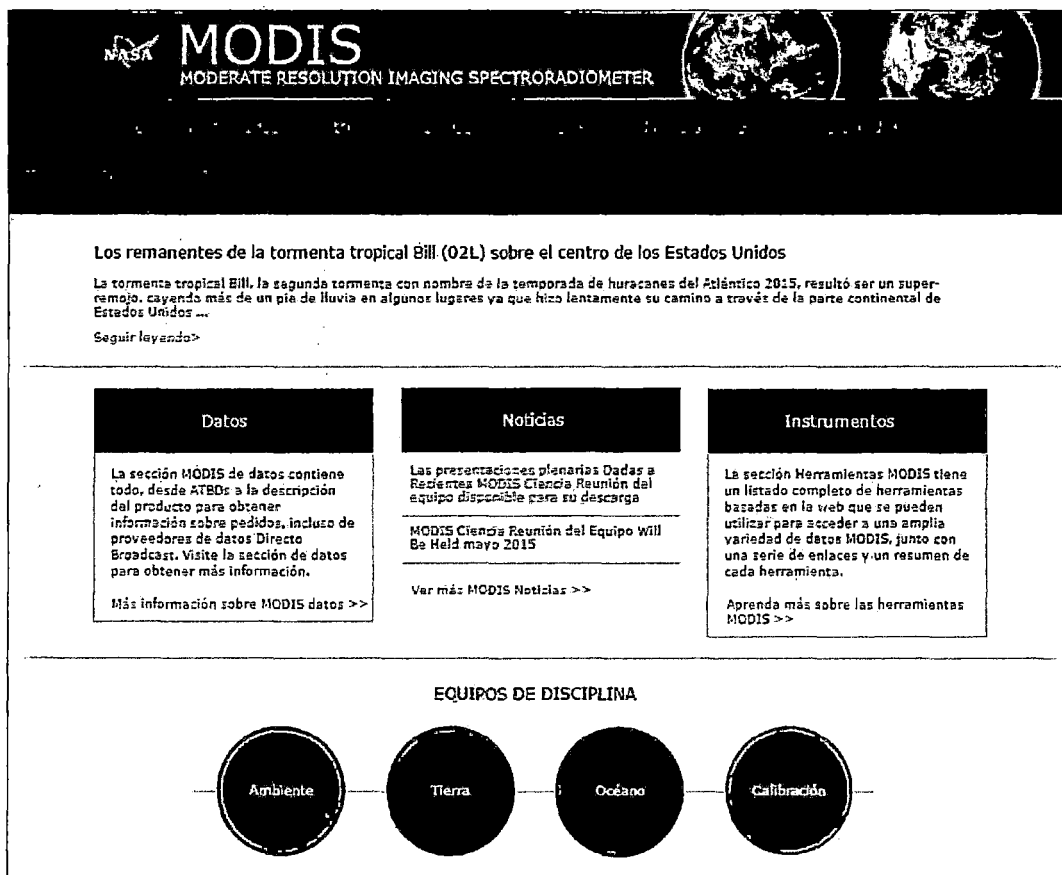 NASA
MODIS
MODERATE RESOLUTION IMAGING SPECTRORADIOMETER
Los remanentes de la tormenta tropical Bill (02L) sobre el centro de los Estados Unidos
La tormenta tropical Bill, la segunda tormenta con nombre de la temporada de huracanes del Atlántico 2015, resultó ser un super-
remojo, cayendo más de un pie de lluvia en algunos lugares ya que hizo lentamente su camino a través de la parte continental de
Estados Unidos ...
Seguir leyendo>
Datos
La sección MODIS de datos contiene
todo, desde ATBDs a la descripción
del producto para obtener
información sobre pedidos, incluso de
proveedores de datos Directo
Broadcast. Visite la sección de datos
para obtener más información.
Más información sobre MODIS datos >>
Noticias
Las presentaciones plenarias Dadas a
Recientes MODIS Ciencia Reunión del
equipo disponible para su descarga
MODIS Ciencia Reunión del Equipo Will
Be Held mayo 2015
Ver más MODIS Noticias >>
Instrumentos
La sección Herramientas MODIS tiene
un listado completo de herramientas
basadas en la web que se pueden
utilizar para acceder a una amplia
variedad de datos MODIS, junto con
una serie de enlaces y un resumen de
cada herramienta.
Aprenda más sobre las herramientas
MODIS >>
EQUIPOS DE DISCIPLINA
Ambiente
Tierra
Océano
Calibración